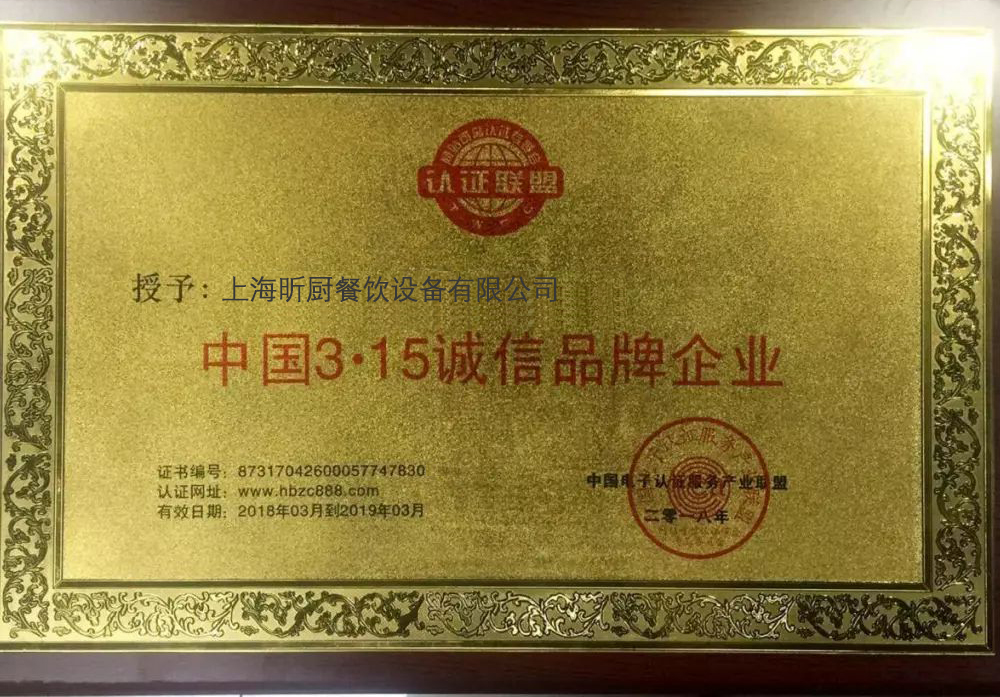 认证联盟
授予：上海昕厨餐饮设备有限公司
中国3·15诚信品牌企业
证书编号：87317042600057747830
认证网址：www.hbzc888.com
有效日期：2018年03月到2019年03月
中国电子认证服务产业联盟
二零一八年